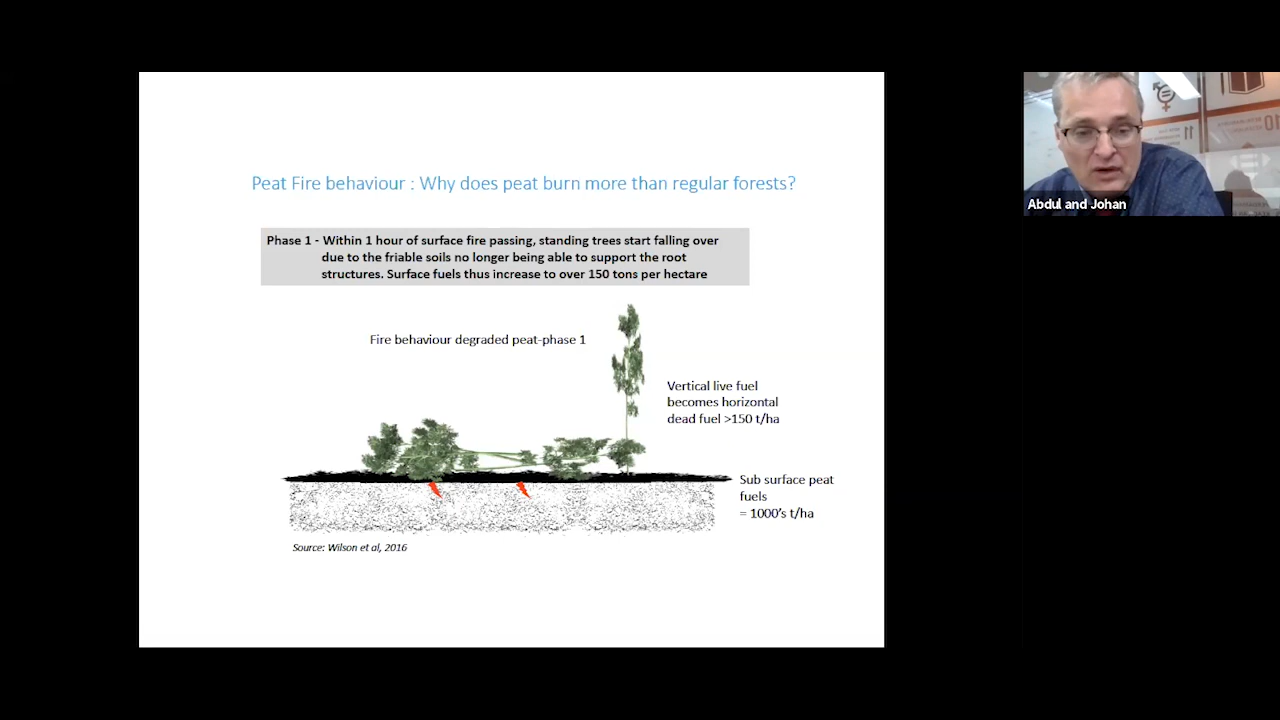 Peat Fire behaviour : Why does peat burn more than regular forests?
Phase 1 - Within 1 hour of surface fire passing, standing trees start falling over
due to the friable soils no longer being able to support the root
structures. Surface fuels thus increase to over 150 tons per hectare
Fire behaviour degraded peat-phase 1
Vertical live fuel
becomes horizontal
dead fuel >150 t/ha
Sub surface peat
fuels
= 1000's t/ha
Source: Wilson et al, 2016
Abdul and Johan
11
10